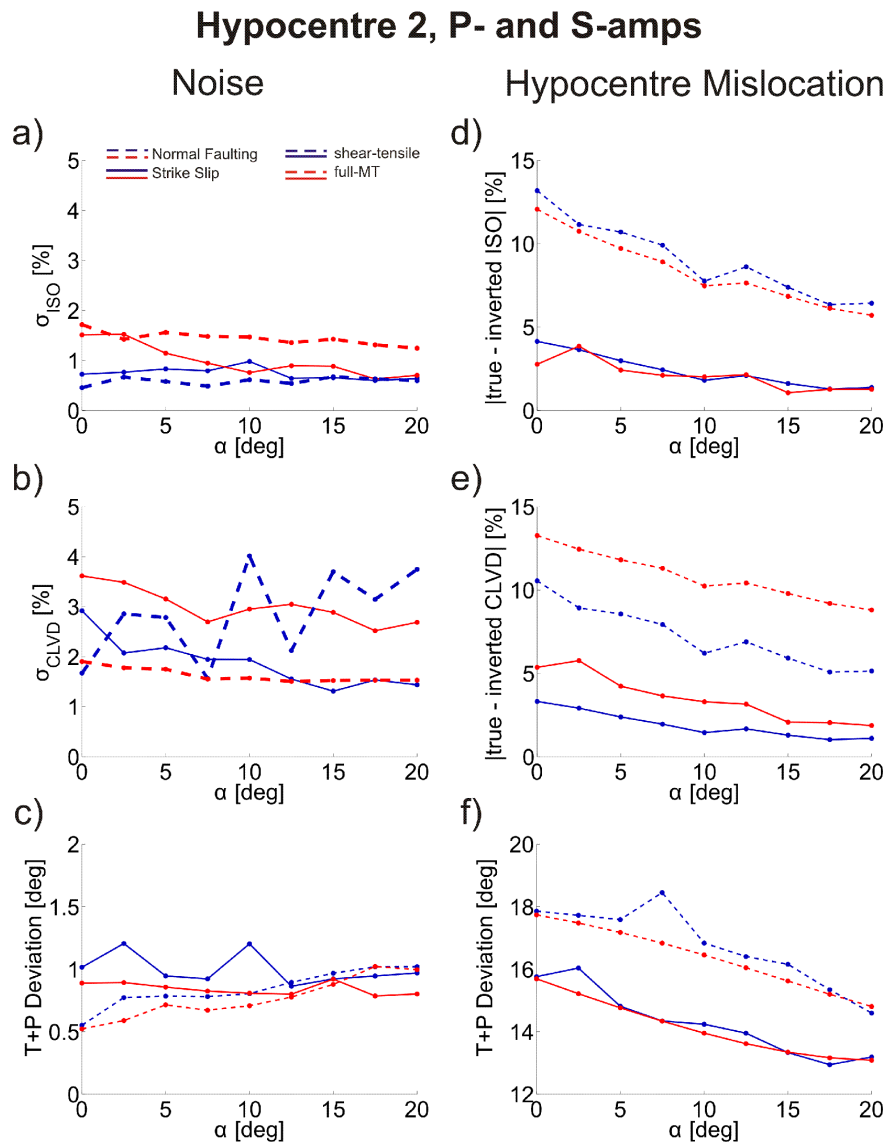 Hypocentre 2, P- and S-amps
Noise
Hypocentre Mislocation
a)
Normal Faulting
shear-tensile
Strike Slip
full-MT
5
4
3
2
1
0
σISO [%]
0 5 10 15 20
α [deg]
d)
15
10
5
0
|true - inverted ISO| [%]
0 5 10 15 20
α [deg]
b)
5
4
3
2
1
0
σCLVD [%]
0 5 10 15 20
α [deg]
e)
15
10
5
0
|true - inverted CLVD| [%]
0 5 10 15 20
α [deg]
c)
2
1.5
1
0.5
0
T+P Deviation [deg]
0 5 10 15 20
α [deg]
f)
20
18
16
14
12
T+P Deviation [deg]
0 5 10 15 20
α [deg]